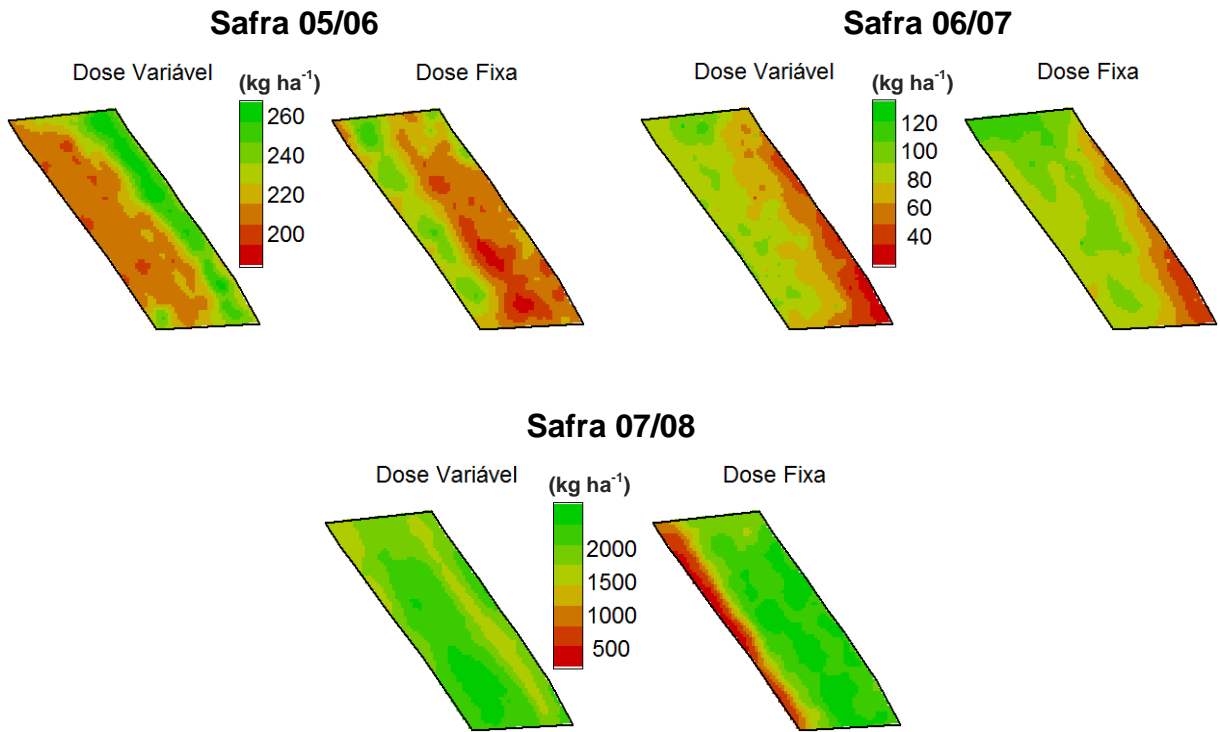 Safra 05/06
Safra 06/07
Dose Variável
(kg ha⁻¹)
Dose Fixa
260
240
220
200
Dose Variável
(kg ha⁻¹)
Dose Fixa
120
100
80
60
40
Safra 07/08
Dose Variável
(kg ha⁻¹)
Dose Fixa
2000
1500
1000
500